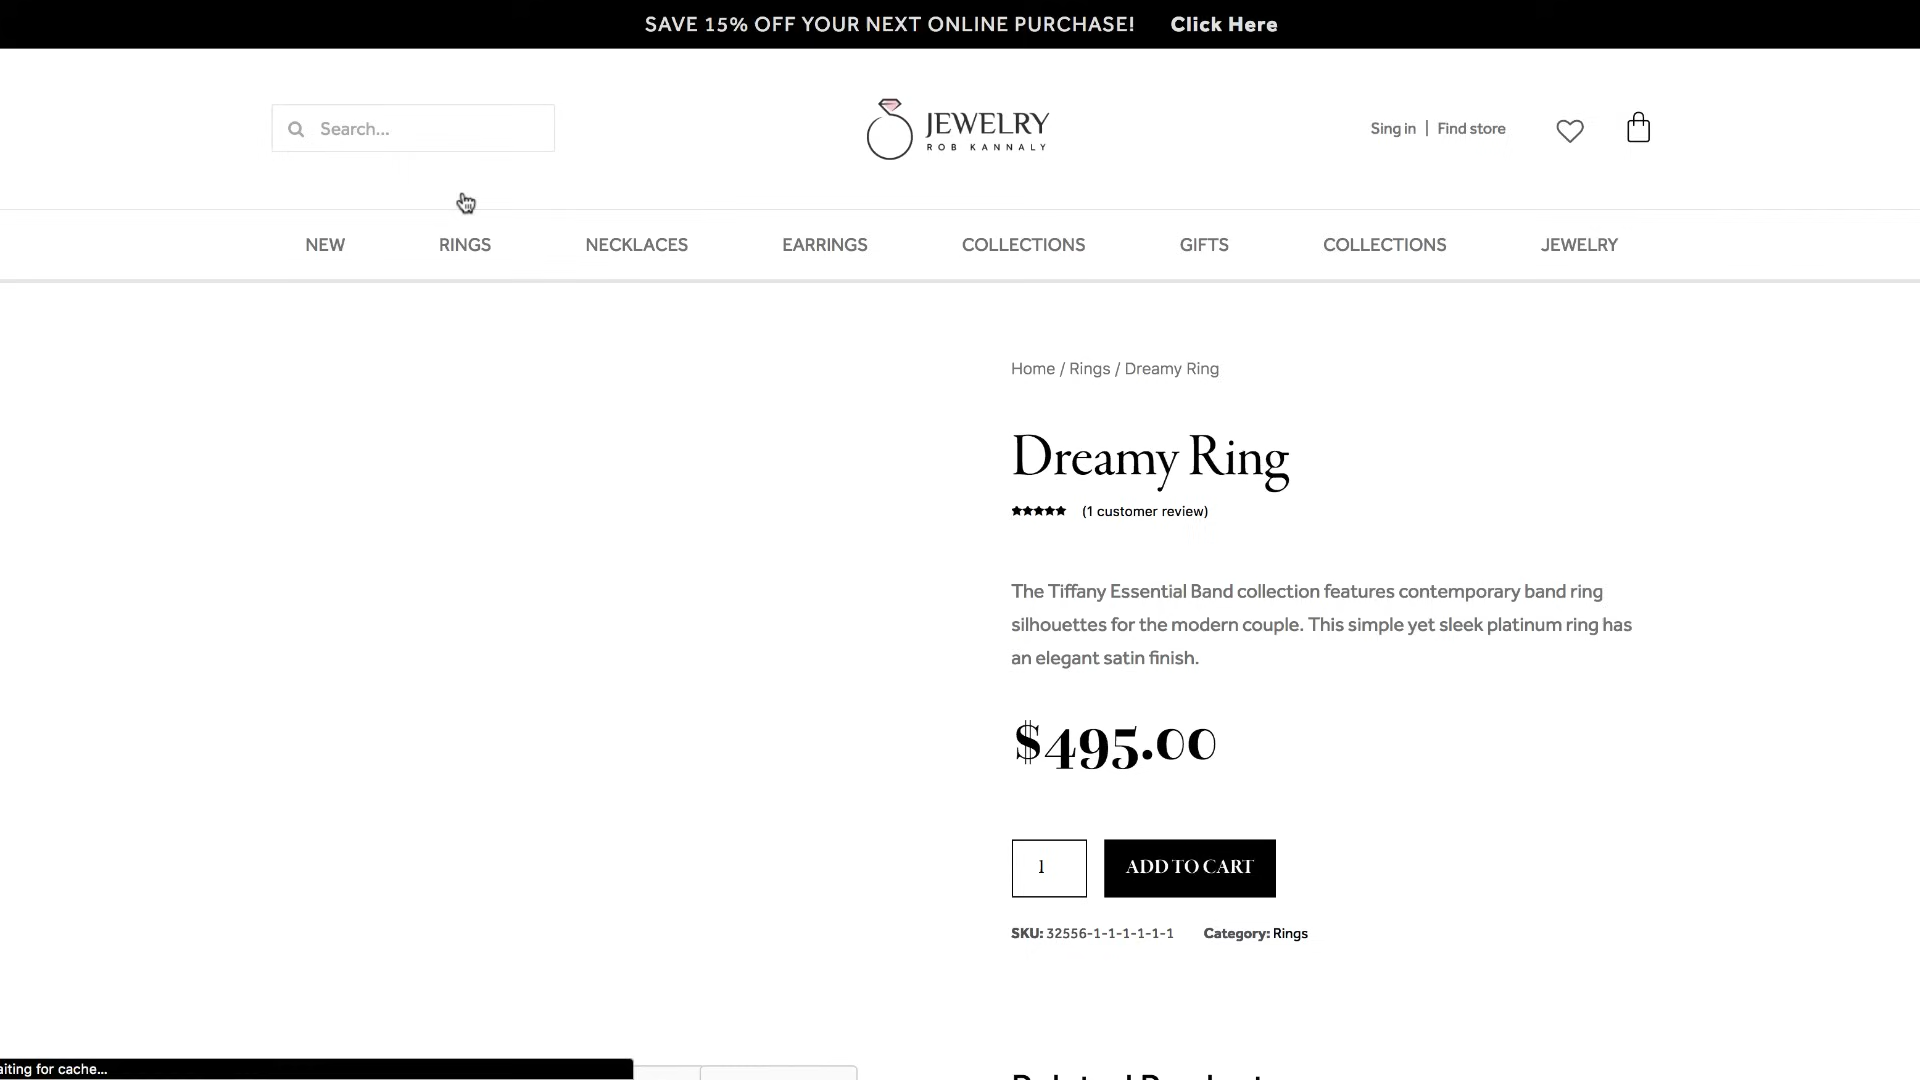 SAVE 15% OFF YOUR NEXT ONLINE PURCHASE! Click Here
Search...
JEWELRY
ROB KANNALY
Sing in | Find store
NEW RINGS NECKLACES EARRINGS COLLECTIONS GIFTS COLLECTIONS JEWELRY
Home / Rings / Dreamy Ring
Dreamy Ring
(1 customer review)
The Tiffany Essential Band collection features contemporary band ring
silhouettes for the modern couple. This simple yet sleek platinum ring has
an elegant satin finish.
$495.00
1 ADD TO CART
SKU: 32556-1-1-1-1-1-1 Category: Rings
aiting for cache...